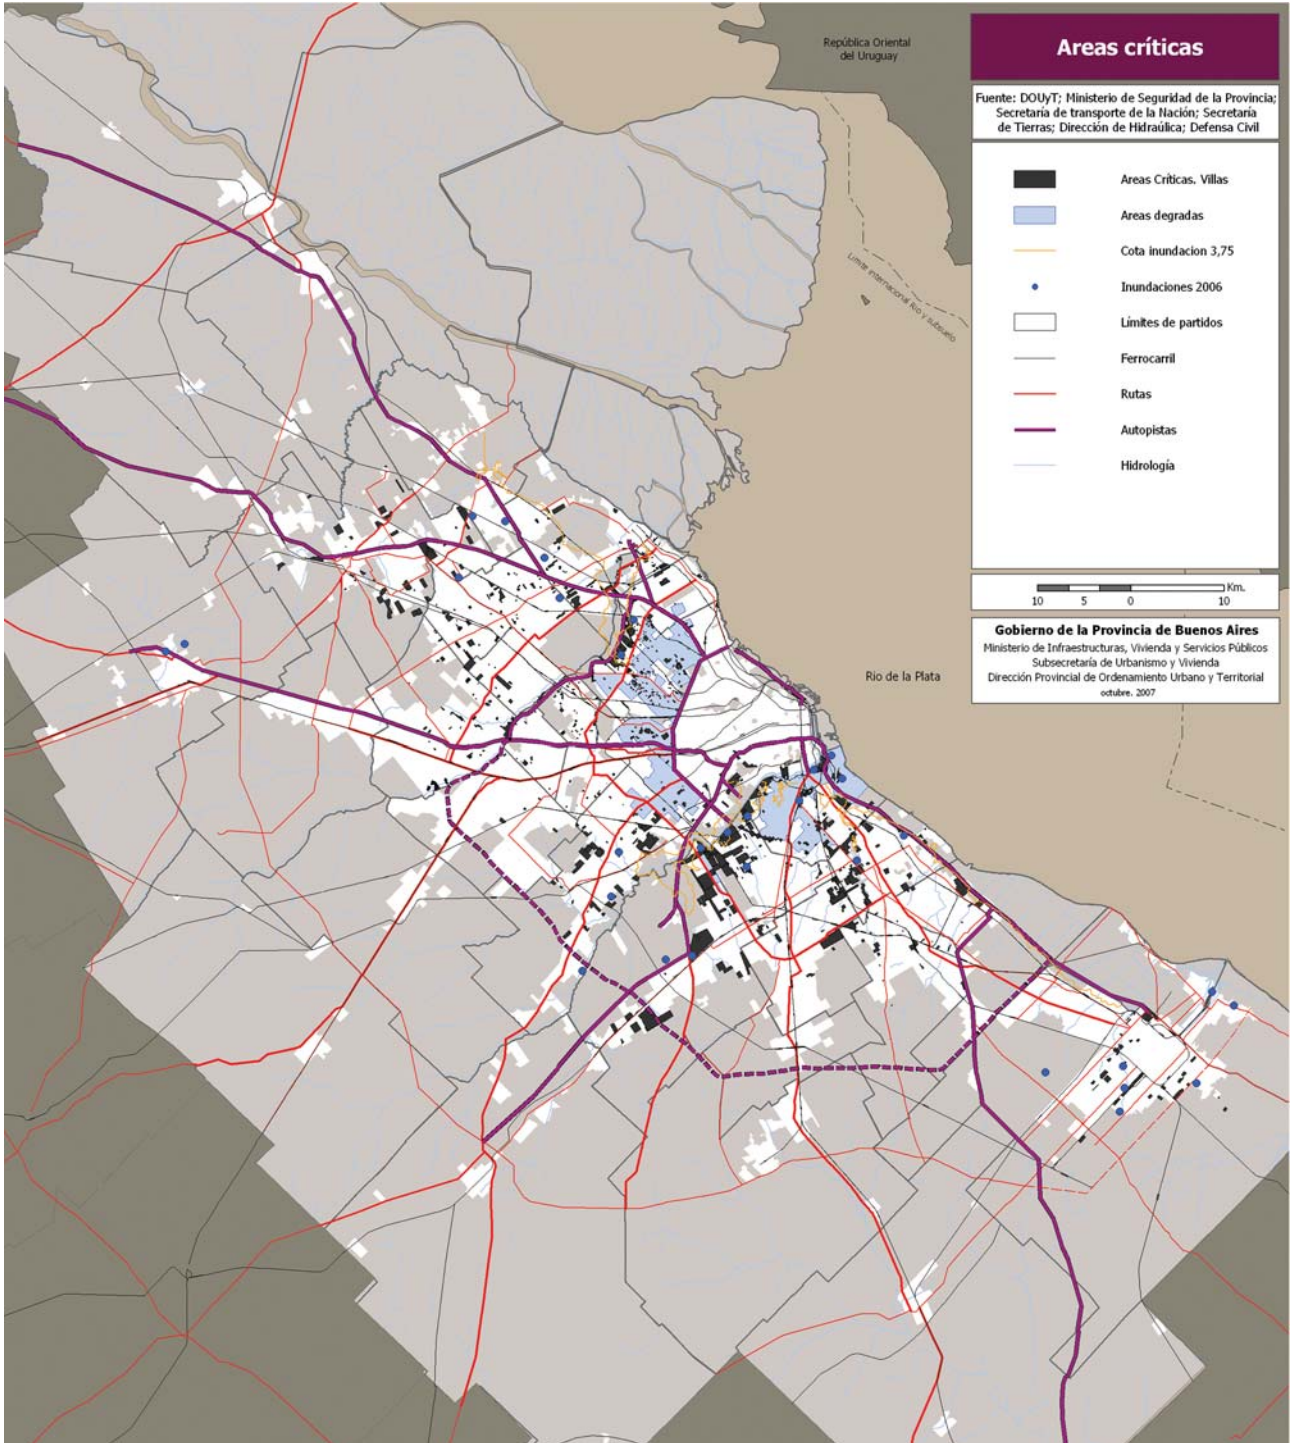 República Oriental
del Uruguay
Areas críticas
Fuente: DOUyT; Ministerio de Seguridad de la Provincia;
Secretaría de transporte de la Nación; Secretaría
de Tierras; Dirección de Hidraúlica; Defensa Civil
Areas Críticas. Villas
Areas degradas
Cota inundacion 3,75
Inundaciones 2006
Límites de partidos
Ferrocarril
Rutas
Autopistas
Hidrología
Límite internacional Rio y subsuelo
Km.
10 5 0 10
Gobierno de la Provincia de Buenos Aires
Ministerio de Infraestructuras, Vivienda y Servicios Públicos
Subsecretaría de Urbanismo y Vivienda
Dirección Provincial de Ordenamiento Urbano y Territorial
octubre. 2007
Rio de la Plata